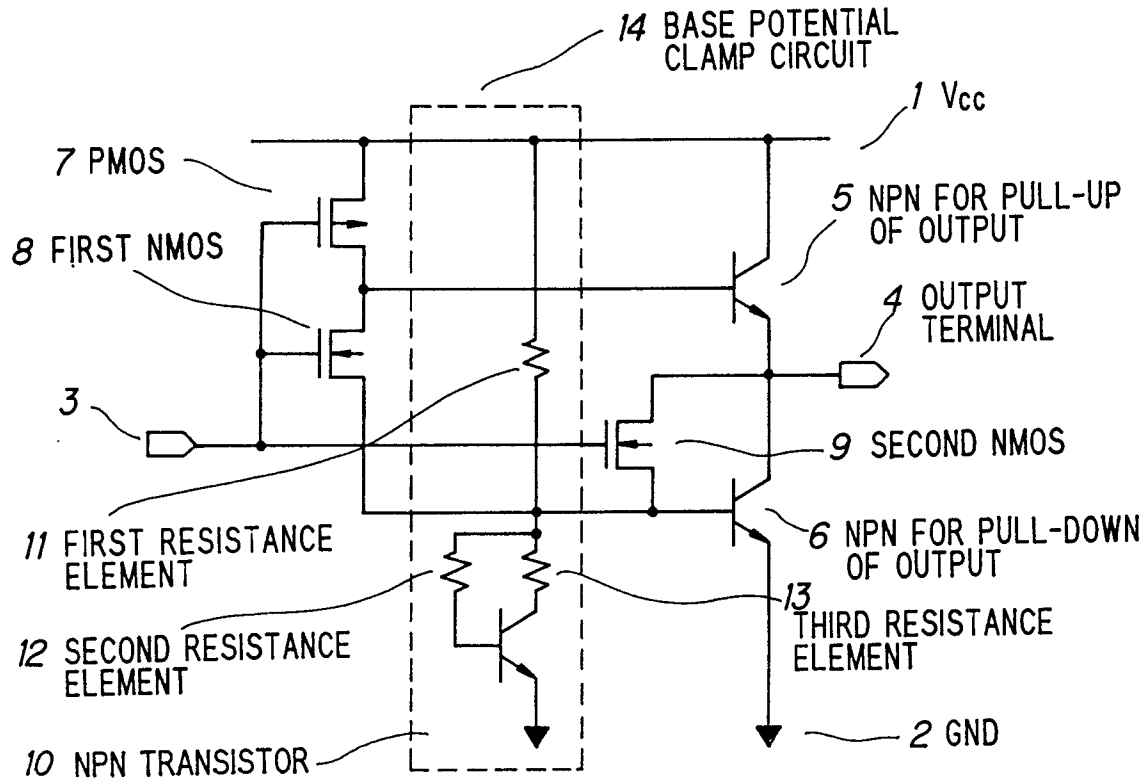 14 BASE POTENTIAL
CLAMP CIRCUIT
1 Vcc
7 PMOS
5 NPN FOR PULL-UP
OF OUTPUT
8 FIRST NMOS
4 OUTPUT
TERMINAL
3
9 SECOND NMOS
11 FIRST RESISTANCE
ELEMENT
6 NPN FOR PULL-DOWN
OF OUTPUT
13
THIRD RESISTANCE
ELEMENT
12 SECOND RESISTANCE
ELEMENT
2 GND
10 NPN TRANSISTOR